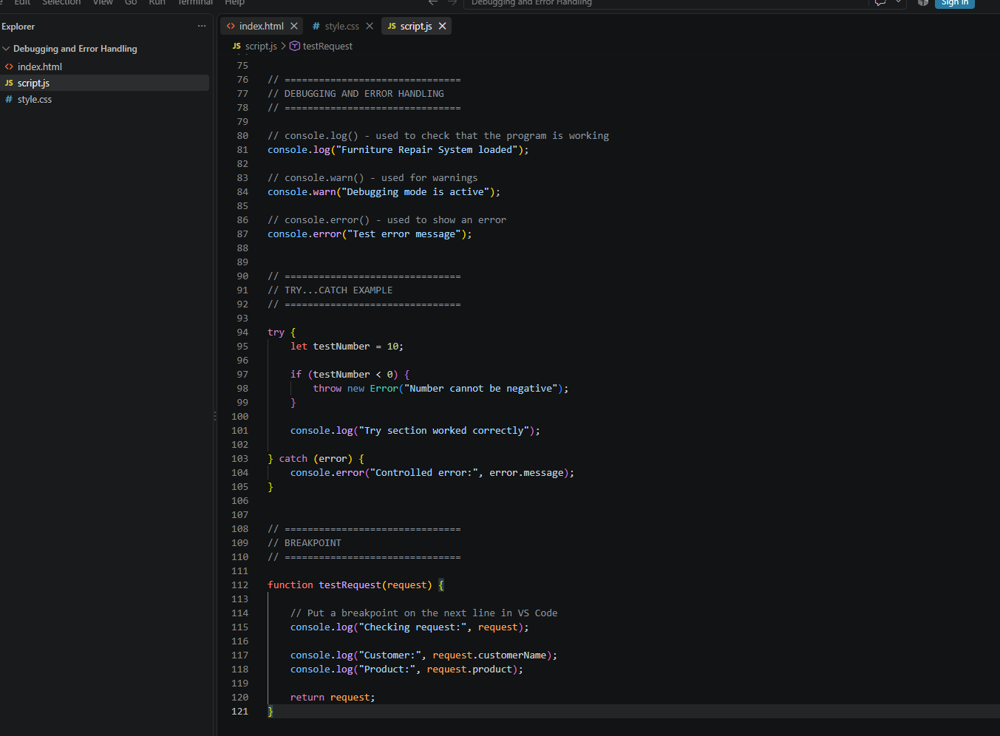 Edit Selection View Go Run Terminal Help
Debugging and Error Handling
Sign In
Explorer
Debugging and Error Handling
index.html
JS script.js
# style.css
index.html
# style.css
JS script.js
JS script.js > testRequest
75
76 // ===============================
77 // DEBUGGING AND ERROR HANDLING
78 // ===============================
79
80 // console.log() - used to check that the program is working
81 console.log("Furniture Repair System loaded");
82
83 // console.warn() - used for warnings
84 console.warn("Debugging mode is active");
85
86 // console.error() - used to show an error
87 console.error("Test error message");
88
89
90 // ===============================
91 // TRY...CATCH EXAMPLE
92 // ===============================
93
94 try {
95 let testNumber = 10;
96
97 if (testNumber < 0) {
98 throw new Error("Number cannot be negative");
99 }
100
101 console.log("Try section worked correctly");
102
103 } catch (error) {
104 console.error("Controlled error:", error.message);
105 }
106
107
108 // ===============================
109 // BREAKPOINT
110 // ===============================
111
112 function testRequest(request) {
113
114 // Put a breakpoint on the next line in VS Code
115 console.log("Checking request:", request);
116
117 console.log("Customer:", request.customerName);
118 console.log("Product:", request.product);
119
120 return request;
121 }